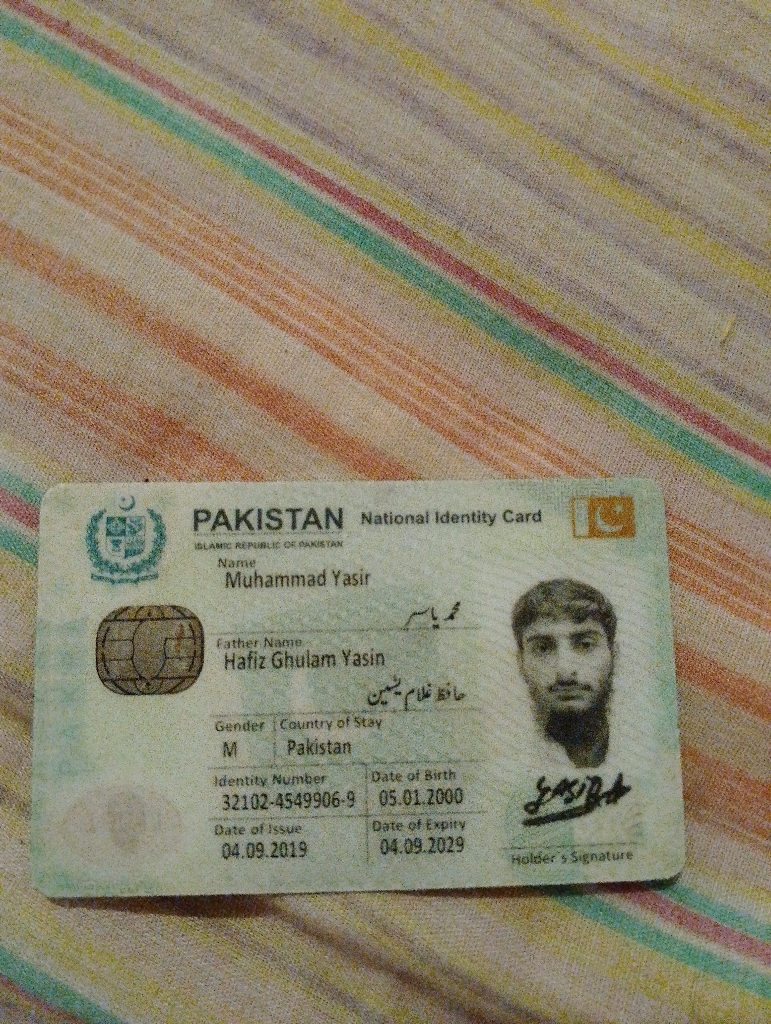 PAKISTAN National Identity Card
ISLAMIC REPUBLIC OF PAKISTAN
Name
Muhammad Yasir
محمد یاسر
Father Name
Hafiz Ghulam Yasin
حافظ غلام یسین
Gender Country of Stay
M Pakistan
Identity Number Date of Birth
32102-4549906-9 05.01.2000
Date of Issue Date of Expiry
04.09.2019 04.09.2029
Holder's Signature